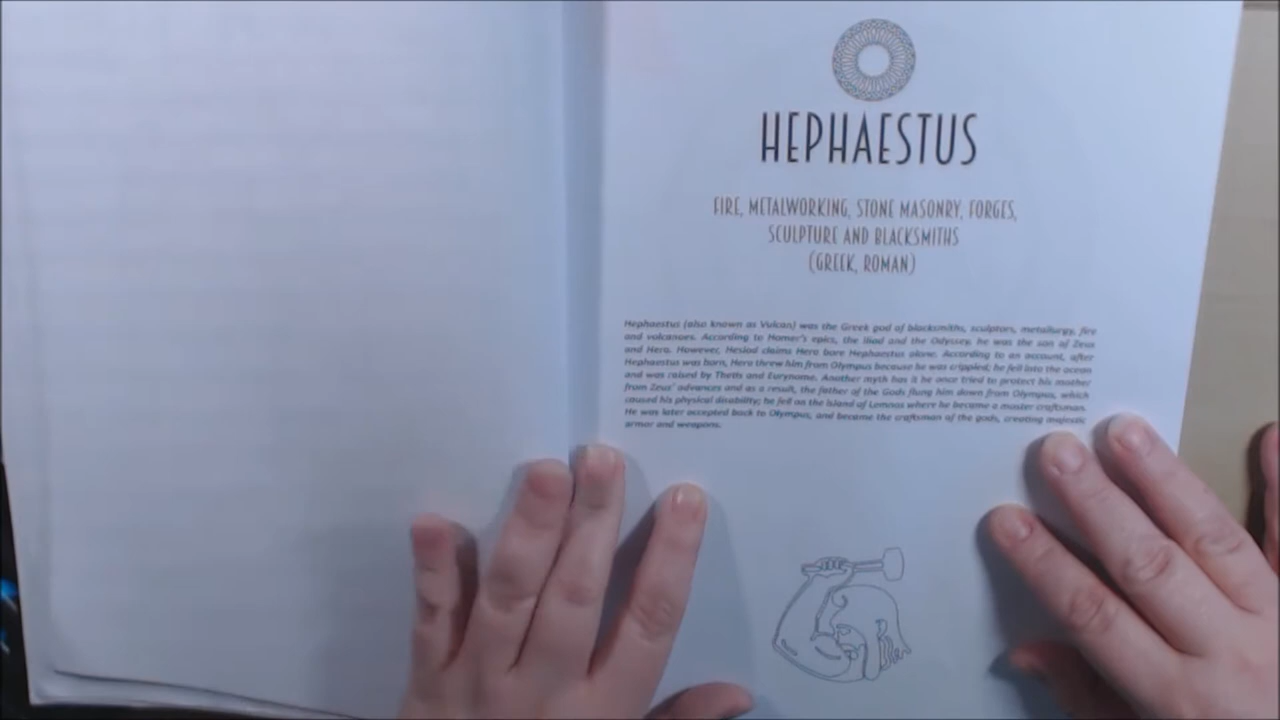 HEPHAESTUS
FIRE, METALWORKING, STONE MASONRY, FORGES,
SCULPTURE AND BLACKSMITHS
(GREEK, ROMAN)
Hephaestus (also known as Vulcan) was the Greek god of blacksmiths, sculptors, metallurgy, fire
and volcanoes. According to Homer's epics, the Iliad and the Odyssey, he was the son of Zeus
and Hera. However, Hesiod claims Hera bore Hephaestus alone. According to an account, after
Hephaestus was born, Hera threw him from Olympus because he was crippled; he fell into the ocean
and was raised by Thetis and Eurynome. Another myth has it he once tried to protect his mother
from Zeus' advances and as a result, the father of the Gods flung him down from Olympus, which
caused his physical disability; he fell on the island of Lemnos where he became a master craftsman.
He was later accepted back to Olympus, and became the craftsman of the gods, creating majestic
armor and weapons.